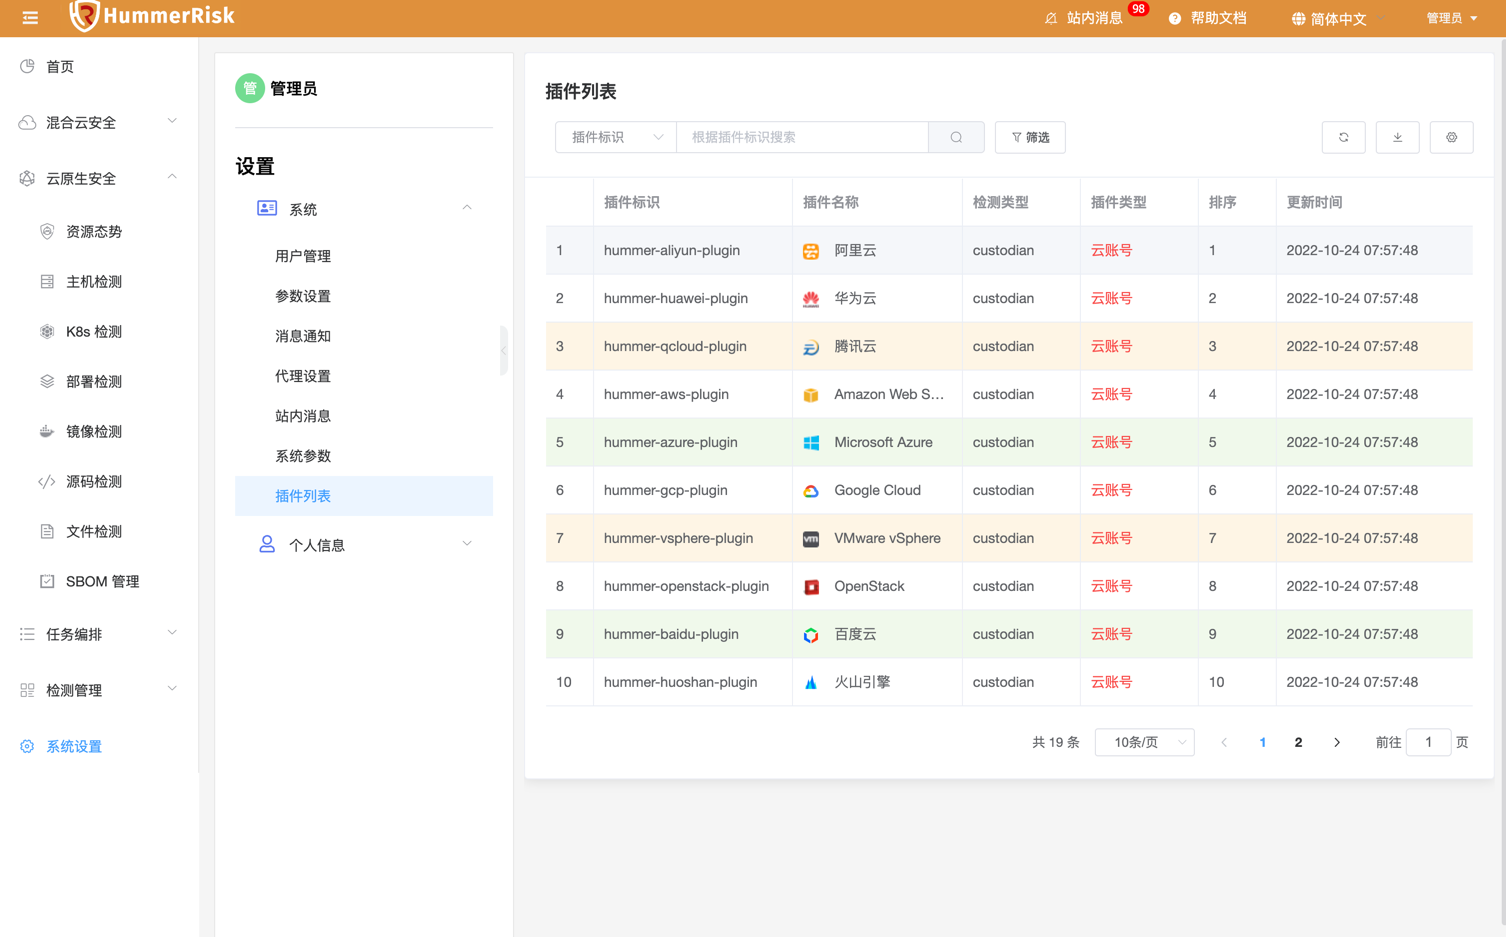 HummerRisk
站内消息
98
帮助文档
简体中文
管理员
首页
混合云安全
云原生安全
资源态势
主机检测
K8s 检测
部署检测
镜像检测
源码检测
文件检测
SBOM 管理
任务编排
检测管理
系统设置
管 管理员
设置
系统
用户管理
参数设置
消息通知
代理设置
站内消息
系统参数
插件列表
个人信息
插件列表
插件标识 根据插件标识搜索 筛选
插件标识 插件名称 检测类型 插件类型 排序 更新时间
1 hummer-aliyun-plugin 阿里云 custodian 云账号 1 2022-10-24 07:57:48
2 hummer-huawei-plugin 华为云 custodian 云账号 2 2022-10-24 07:57:48
3 hummer-qcloud-plugin 腾讯云 custodian 云账号 3 2022-10-24 07:57:48
4 hummer-aws-plugin Amazon Web S... custodian 云账号 4 2022-10-24 07:57:48
5 hummer-azure-plugin Microsoft Azure custodian 云账号 5 2022-10-24 07:57:48
6 hummer-gcp-plugin Google Cloud custodian 云账号 6 2022-10-24 07:57:48
7 hummer-vsphere-plugin vm VMware vSphere custodian 云账号 7 2022-10-24 07:57:48
8 hummer-openstack-plugin OpenStack custodian 云账号 8 2022-10-24 07:57:48
9 hummer-baidu-plugin 百度云 custodian 云账号 9 2022-10-24 07:57:48
10 hummer-huoshan-plugin 火山引擎 custodian 云账号 10 2022-10-24 07:57:48
共 19 条 10条/页 1 2 前往 1 页